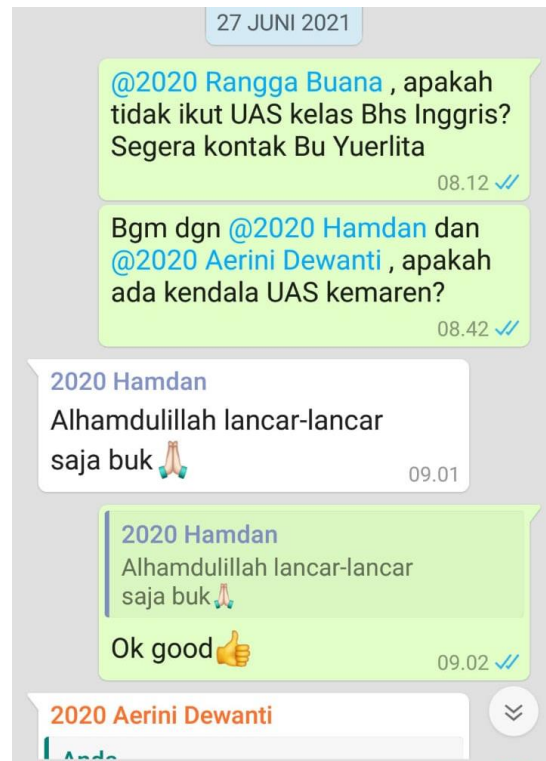 27 JUNI 2021
@2020 Rangga Buana , apakah
tidak ikut UAS kelas Bhs Inggris?
Segera kontak Bu Yuerlita
08.12
Bgm dgn @2020 Hamdan dan
@2020 Aerini Dewanti , apakah
ada kendala UAS kemaren?
08.42
2020 Hamdan
Alhamdulillah lancar-lancar
saja buk🙏🏻
09.01
2020 Hamdan
Alhamdulillah lancar-lancar
saja buk🙏🏻
Ok good👍
09.02
2020 Aerini Dewanti
Anda